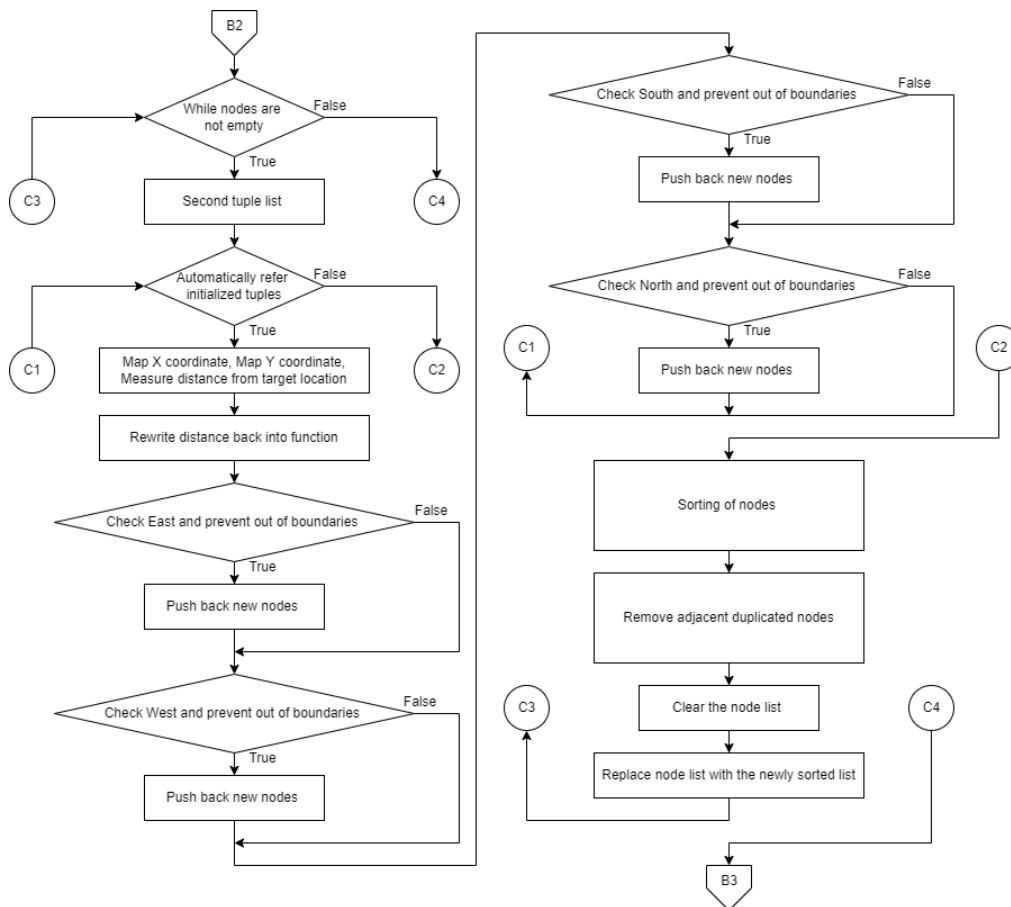 B2
While nodes are
not empty
False
True
C3
Second tuple list
C4
Automatically refer
initialized tuples
False
True
C1
Map X coordinate, Map Y coordinate,
Measure distance from target location
C2
Rewrite distance back into function
Check East and prevent out of boundaries
False
True
Push back new nodes
Check West and prevent out of boundaries
False
True
Push back new nodes
Check South and prevent out of boundaries
False
True
Push back new nodes
Check North and prevent out of boundaries
False
True
C1
Push back new nodes
C2
Sorting of nodes
Remove adjacent duplicated nodes
C3
Clear the node list
C4
Replace node list with the newly sorted list
B3